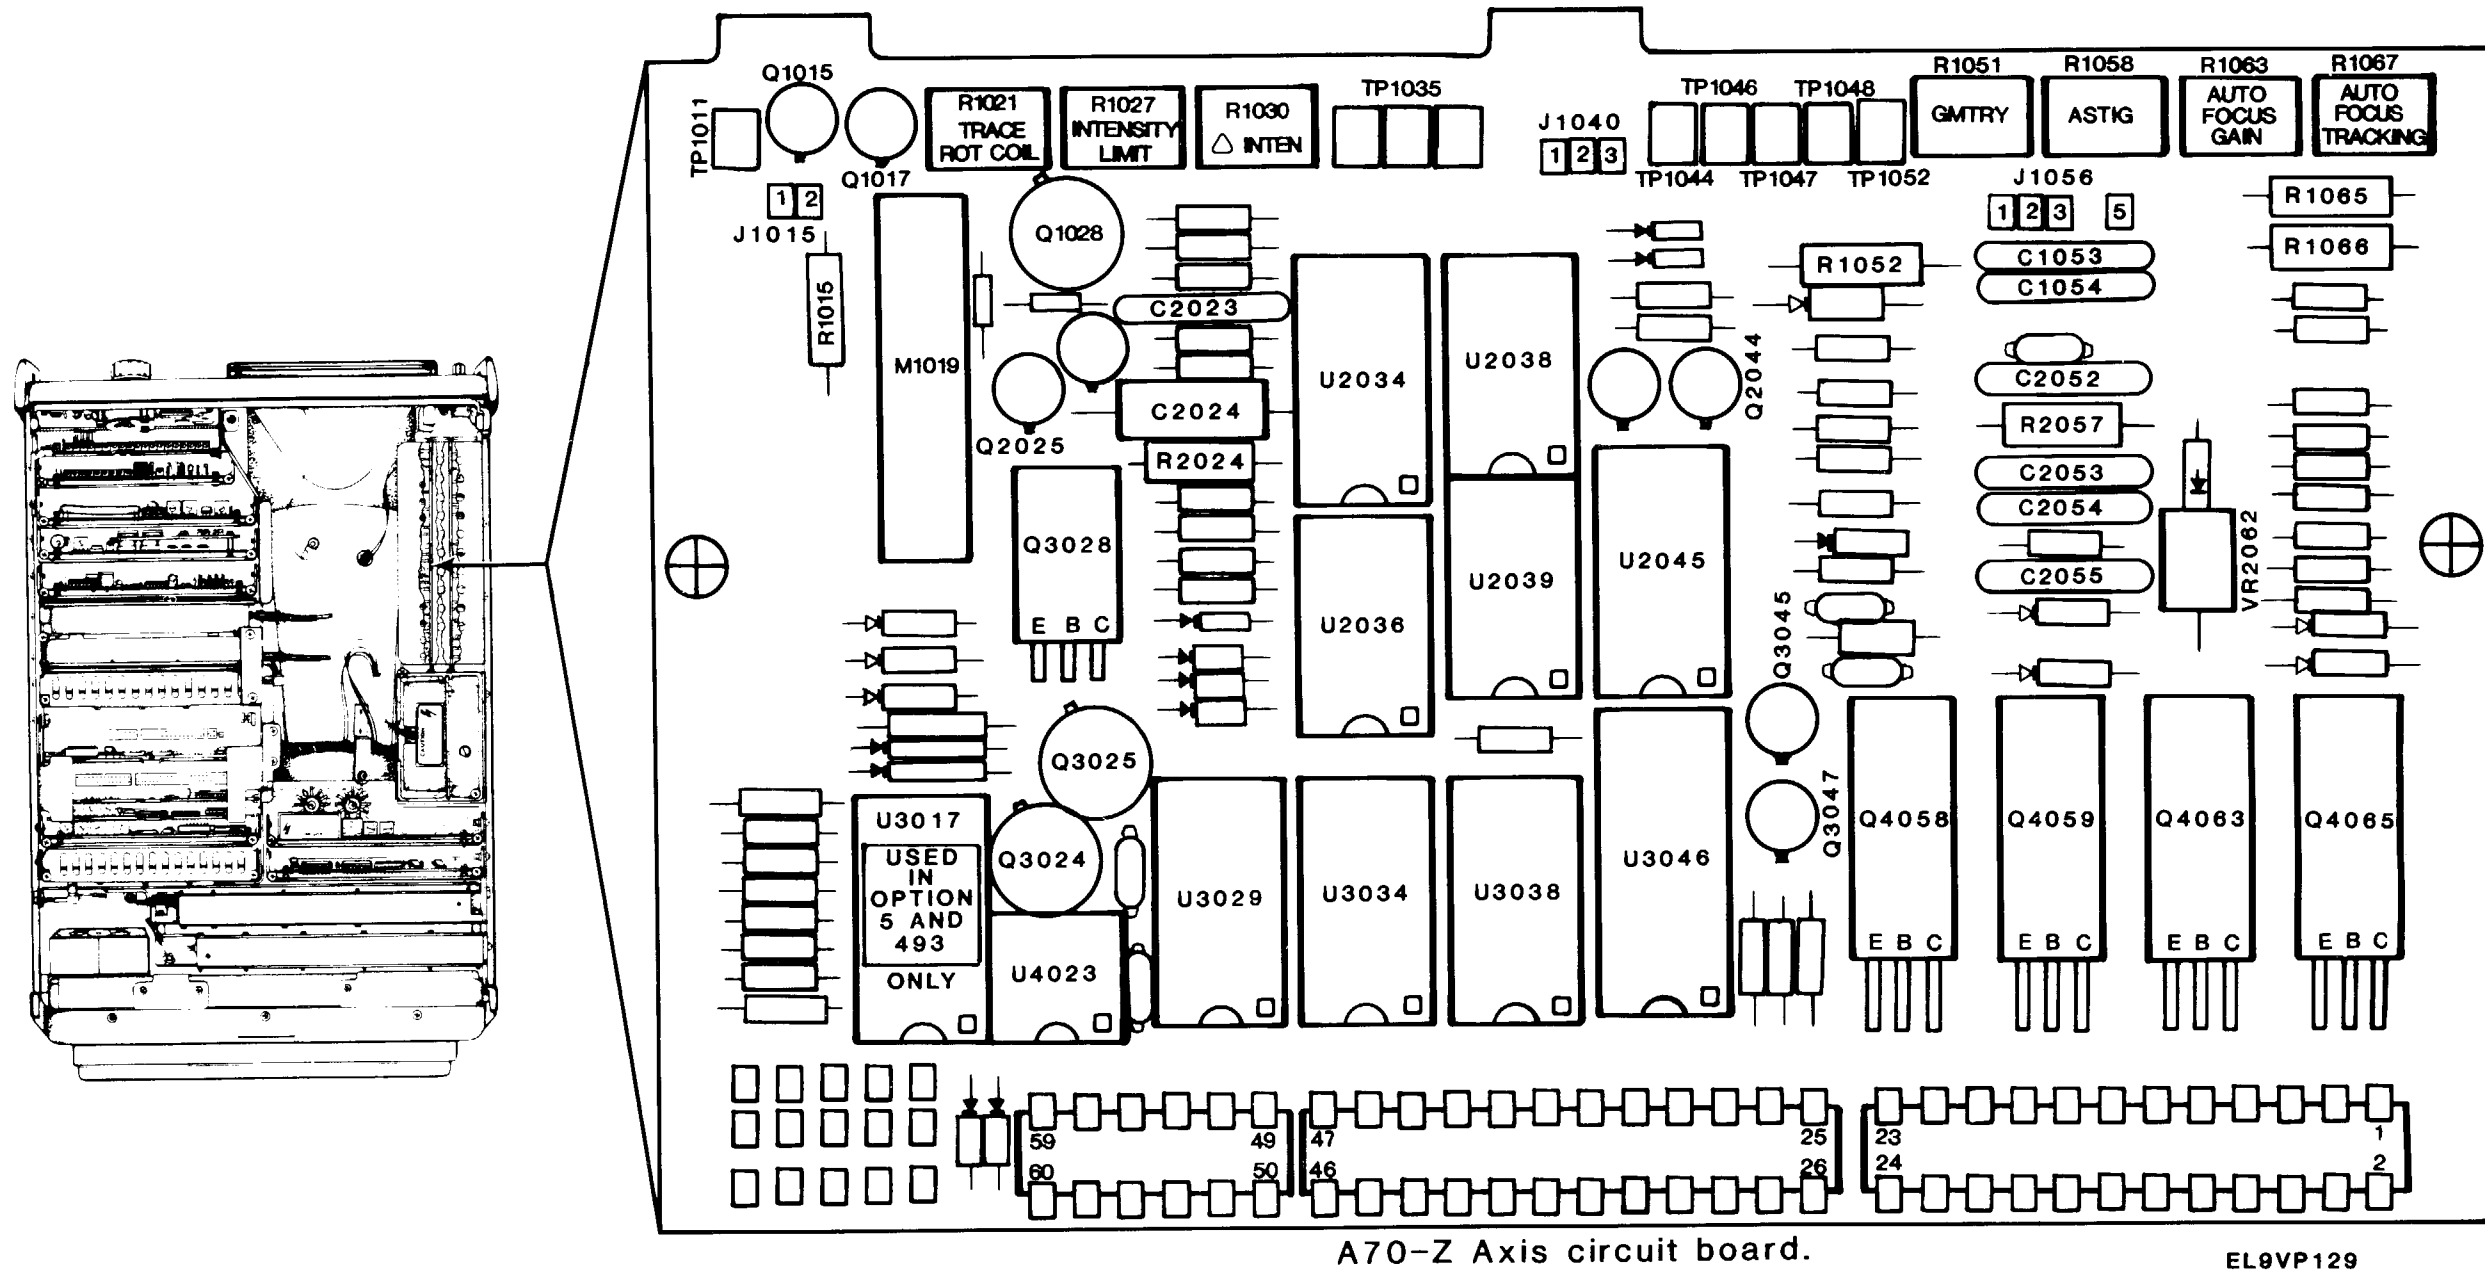 Q1015
TP1011
Q1017
R1021
TRACE
ROT COIL
R1027
INTENSITY
LIMIT
R1030
△ INTEN
TP1035
J1040
1 2 3
TP1046
TP1048
TP1044
TP1047
TP1052
R1051
GMTRY
R1058
ASTIG
R1063
AUTO
FOCUS
GAIN
R1067
AUTO
FOCUS
TRACKING
1 2
J1015
R1015
M1019
Q1028
C2023
Q2025
C2024
R2024
U2034
U2038
Q2044
R1052
J1056
1 2 3 5
C1053
C1054
R1065
R1066
C2052
R2057
C2053
C2054
C2055
VR2062
Q3028
E B C
U2036
U2039
U2045
Q3045
Q3047
Q3025
Q3024
U3017
USED
IN
OPTION
5 AND
493
ONLY
U4023
U3029
U3034
U3038
U3046
Q4058
E B C
Q4059
E B C
Q4063
E B C
Q4065
E B C
59 49 47 25 23 1
60 50 46 26 24 2
A70-Z Axis circuit board.
EL9VP129